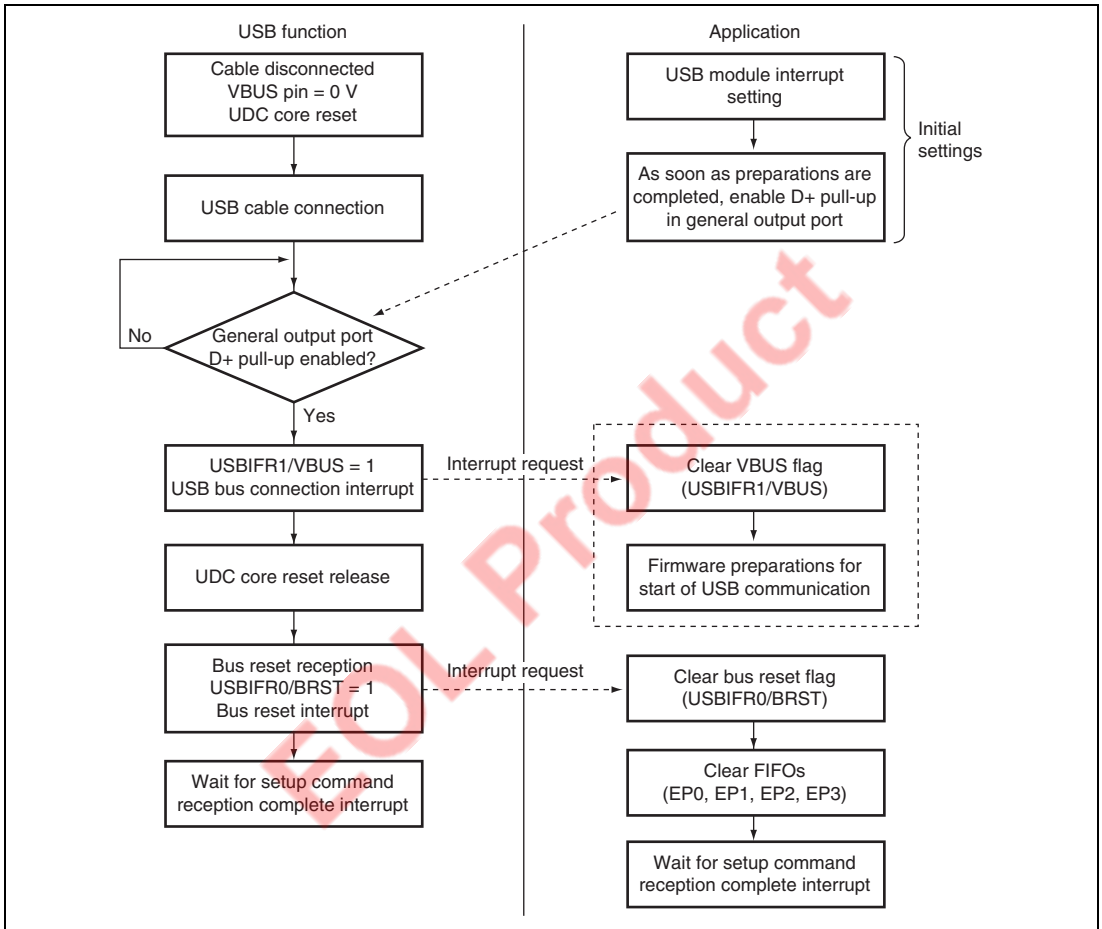 USB function
Cable disconnected
VBUS pin = 0 V
UDC core reset
USB cable connection
General output port
D+ pull-up enabled?
No
Yes
USBIFR1/VBUS = 1
USB bus connection interrupt
Interrupt request
UDC core reset release
Bus reset reception
USBIFR0/BRST = 1
Bus reset interrupt
Interrupt request
Wait for setup command
reception complete interrupt
Application
USB module interrupt
setting
As soon as preparations are
completed, enable D+ pull-up
in general output port
Initial
settings
Clear VBUS flag
(USBIFR1/VBUS)
Firmware preparations for
start of USB communication
Clear bus reset flag
(USBIFR0/BRST)
Clear FIFOs
(EP0, EP1, EP2, EP3)
Wait for setup command
reception complete interrupt
EOL Product